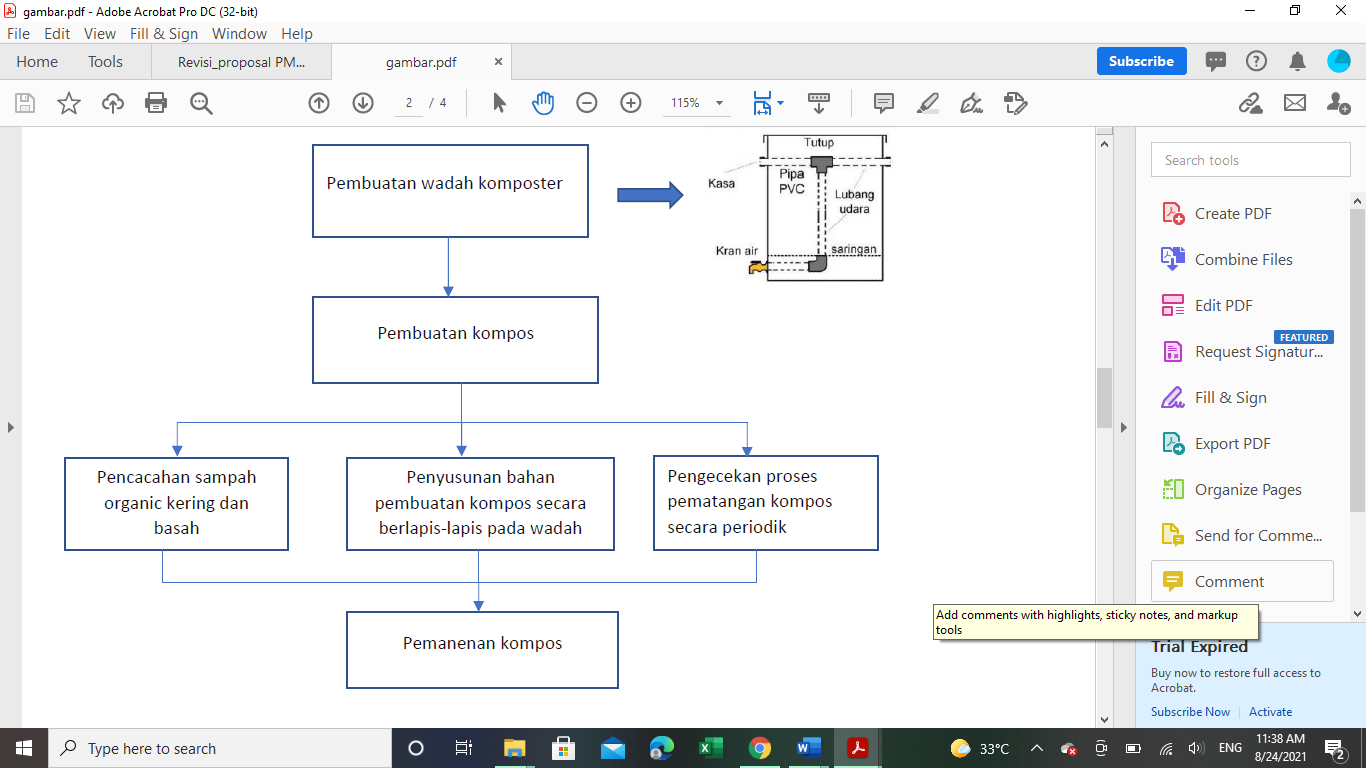 gambar.pdf - Adobe Acrobat Pro DC (32-bit)
File Edit View Fill & Sign Window Help
Home Tools Revisi_proposal PM... gambar.pdf × Subscribe
2 / 4 115%
Pembuatan wadah komposter
Tutup
Kasa
Pipa
PVC
Lubang
udara
Kran air
saringan
Pembuatan kompos
Pencacahan sampah
organic kering dan
basah
Penyusunan bahan
pembuatan kompos secara
berlapis-lapis pada wadah
Pengecekan proses
pematangan kompos
secara periodik
Pemanenan kompos
Search tools
Create PDF
Combine Files
Edit PDF
FEATURED
Request Signatur...
Fill & Sign
Export PDF
Organize Pages
Send for Comme...
Comment
Add comments with highlights, sticky notes, and markup
tools
Trial Expired
Buy now to restore full access to
Acrobat.
Subscribe Now Activate
Type here to search
33°C ENG 11:38 AM
8/24/2021
2